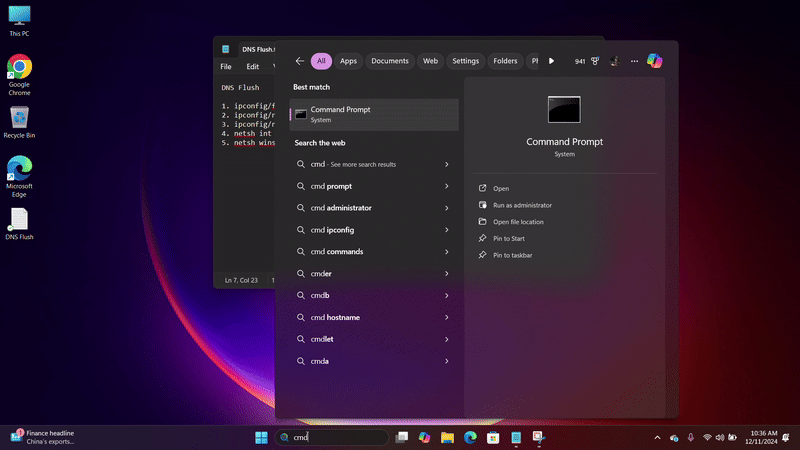 This PC
Google
Chrome
Recycle Bin
Microsoft
Edge
DNS Flush
DNS Flush.
File Edit
DNS Flush
1. ipconfig/f
2. ipconfig/r
3. ipconfig/r
4. netsh int
5. netsh wins
Ln 7, Col 23
All Apps Documents Web Settings Folders 941
Best match
Command Prompt
System
Search the web
cmd - See more search results
cmd prompt
cmd administrator
cmd ipconfig
cmd commands
cmder
cmdb
cmd hostname
cmdlet
cmda
Command Prompt
System
Open
Run as administrator
Open file location
Pin to Start
Pin to taskbar
1
Finance headline
China's exports...
cmd
10:36 AM
12/11/2024